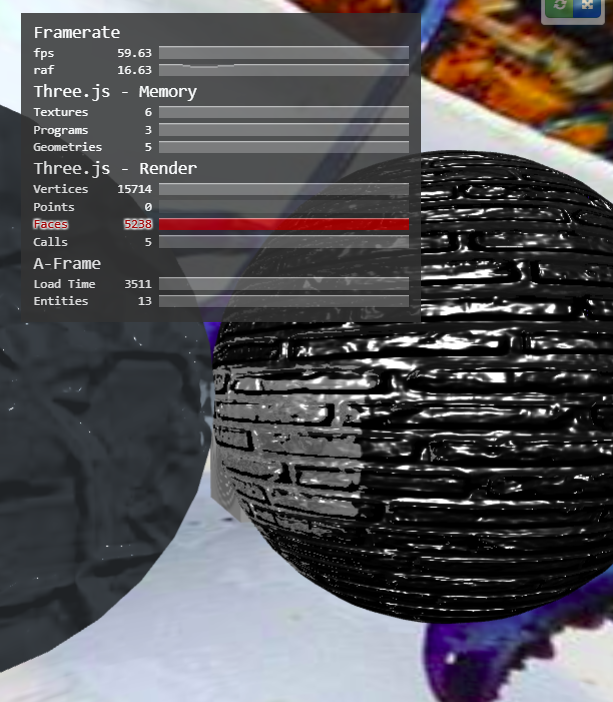 Framerate
fps 59.63
raf 16.63
Three.js - Memory
Textures 6
Programs 3
Geometries 5
Three.js - Render
Vertices 15714
Points 0
Faces 5238
Calls 5
A-Frame
Load Time 3511
Entities 13